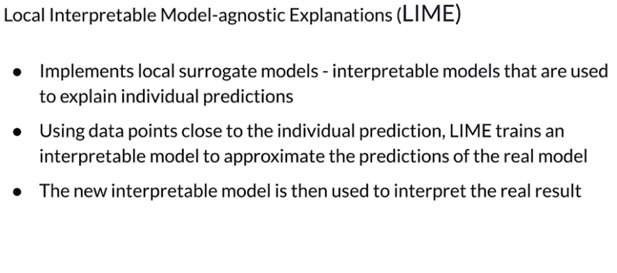 Local Interpretable Model-agnostic Explanations (LIME)
● Implements local surrogate models - interpretable models that are used
to explain individual predictions
● Using data points close to the individual prediction, LIME trains an
interpretable model to approximate the predictions of the real model
● The new interpretable model is then used to interpret the real result